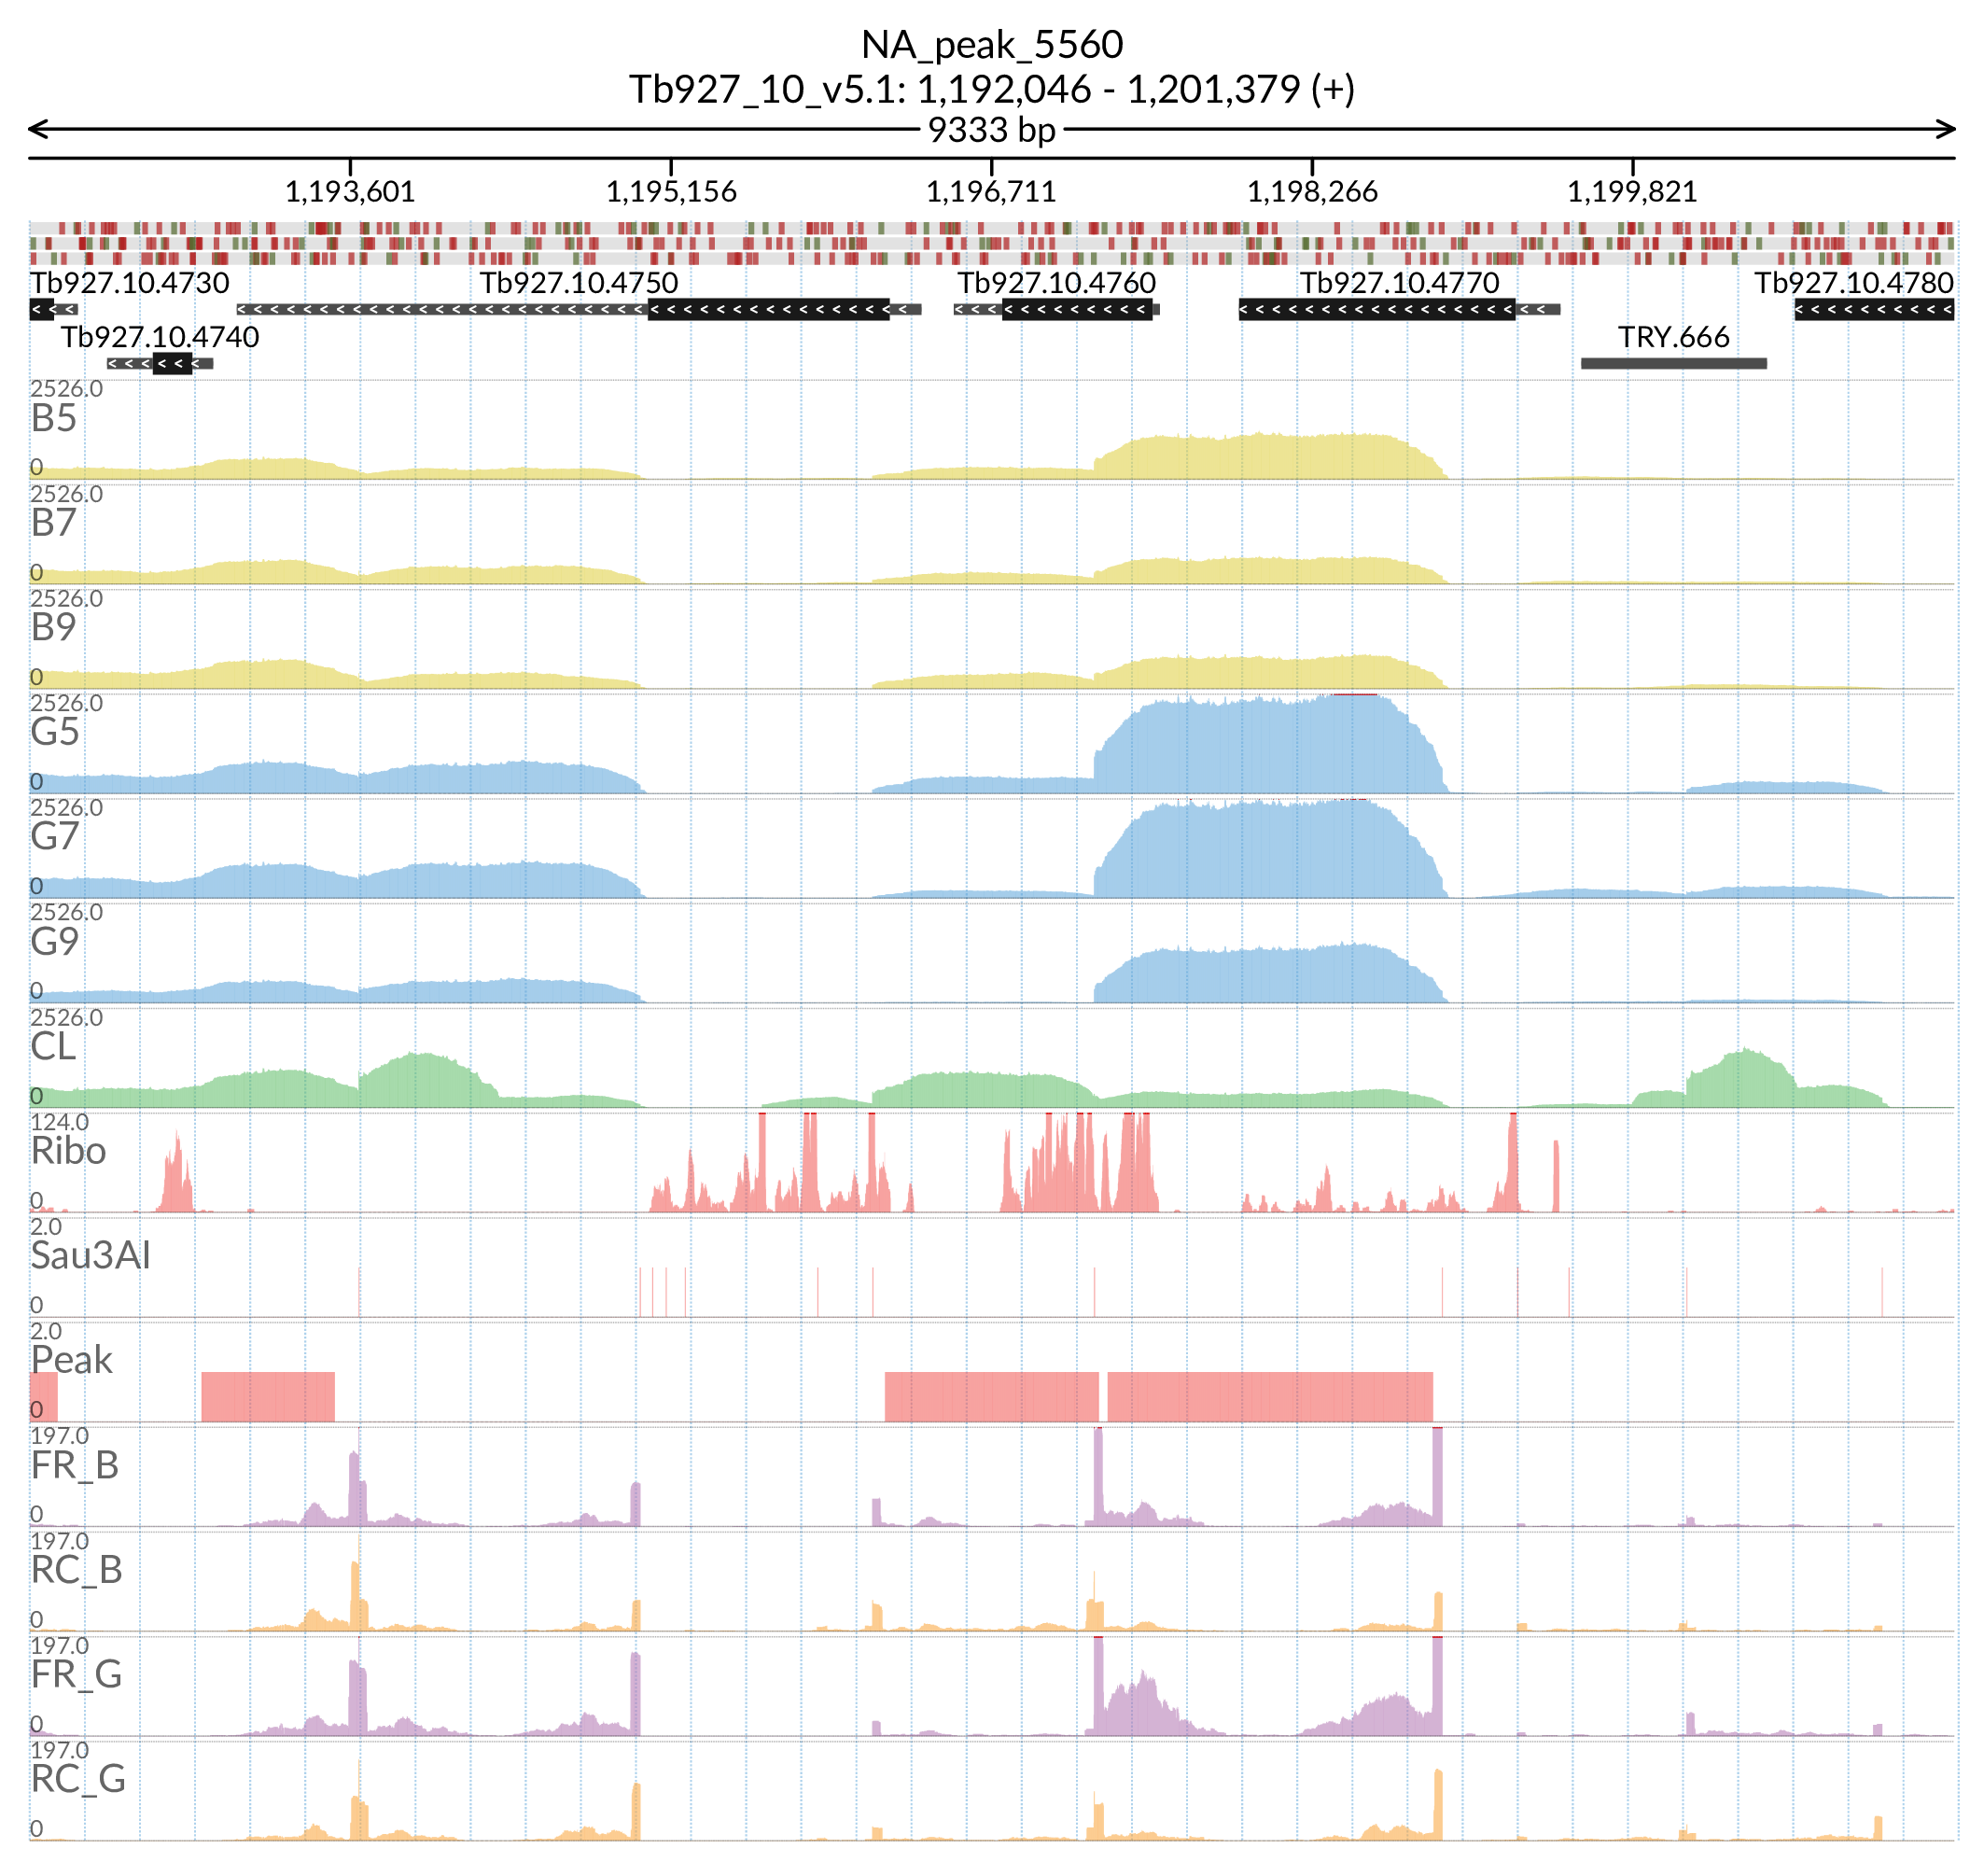 NA_peak_5560
Tb927_10_v5.1: 1,192,046 - 1,201,379 (+)
9333 bp
1,193,601 1,195,156 1,196,711 1,198,266 1,199,821
Tb927.10.4730 Tb927.10.4750 Tb927.10.4760 Tb927.10.4770 Tb927.10.4780
Tb927.10.4740 TRY.666
2526.0
B5
0
2526.0
B7
0
2526.0
B9
0
2526.0
G5
0
2526.0
G7
0
2526.0
G9
0
2526.0
CL
0
124.0
Ribo
0
2.0
Sau3AI
0
2.0
Peak
0
197.0
FR_B
0
197.0
RC_B
0
197.0
FR_G
0
197.0
RC_G
0